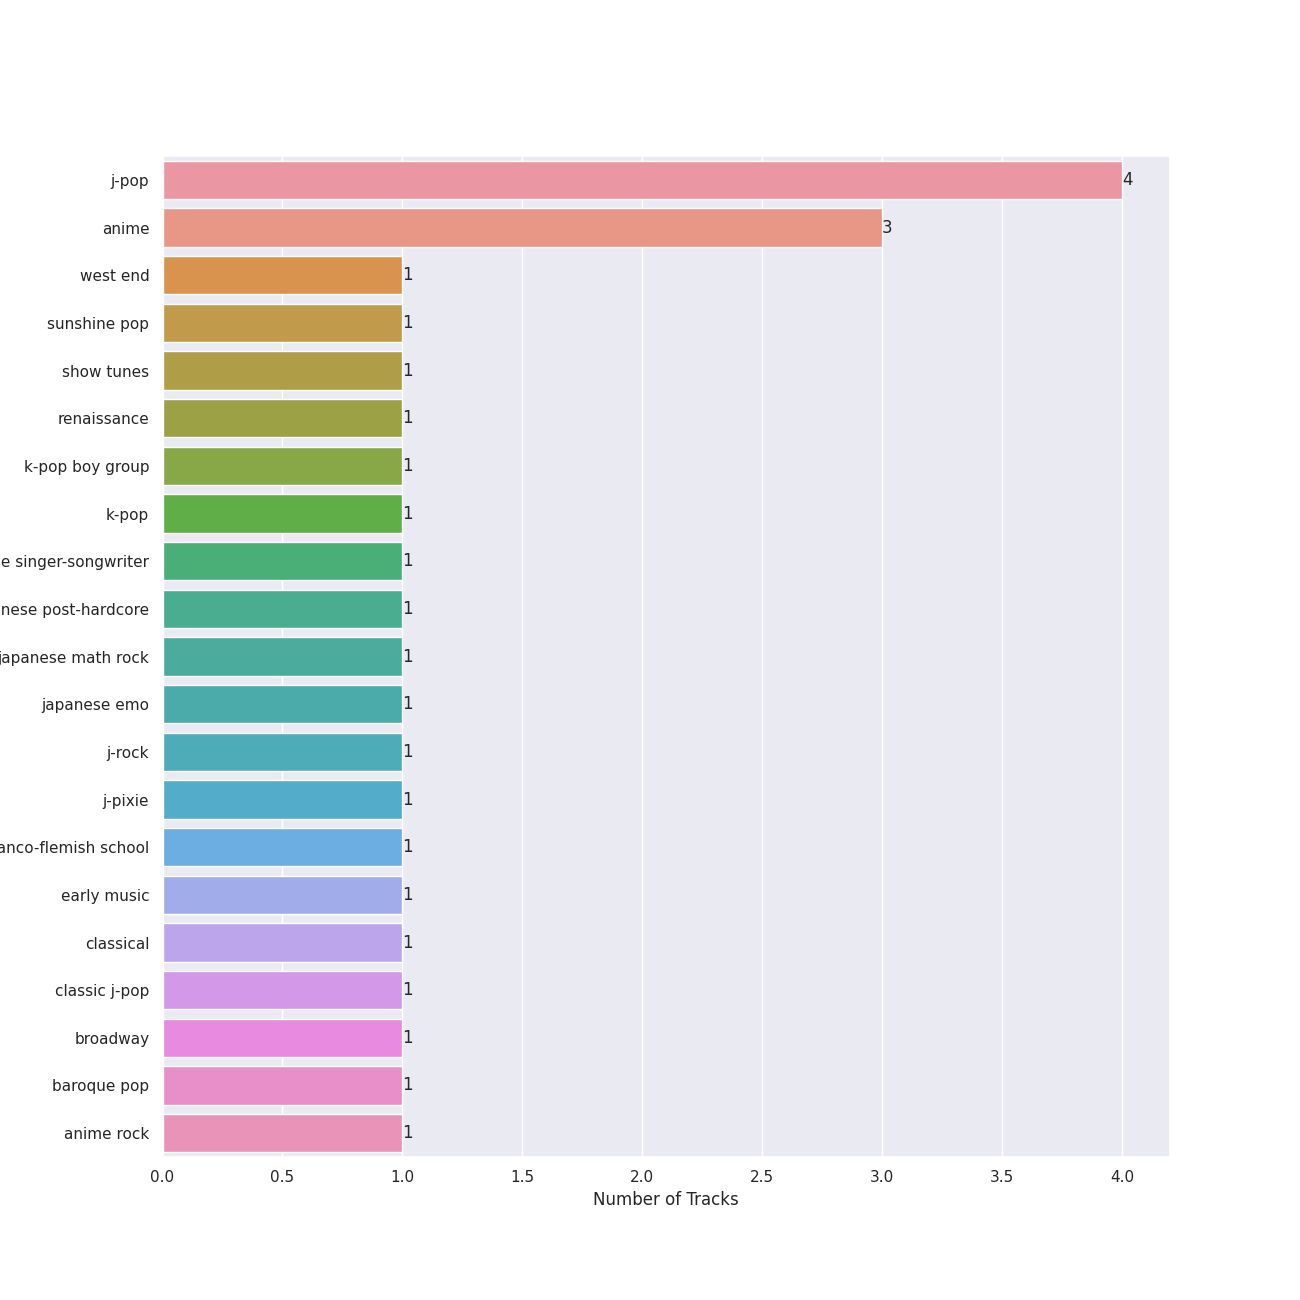 j-pop 4
anime 3
west end 1
sunshine pop 1
show tunes 1
renaissance 1
k-pop boy group 1
k-pop 1
e singer-songwriter 1
nese post-hardcore 1
japanese math rock 1
japanese emo 1
j-rock 1
j-pixie 1
anco-flemish school 1
early music 1
classical 1
classic j-pop 1
broadway 1
baroque pop 1
anime rock 1
0.0 0.5 1.0 1.5 2.0 2.5 3.0 3.5 4.0
Number of Tracks